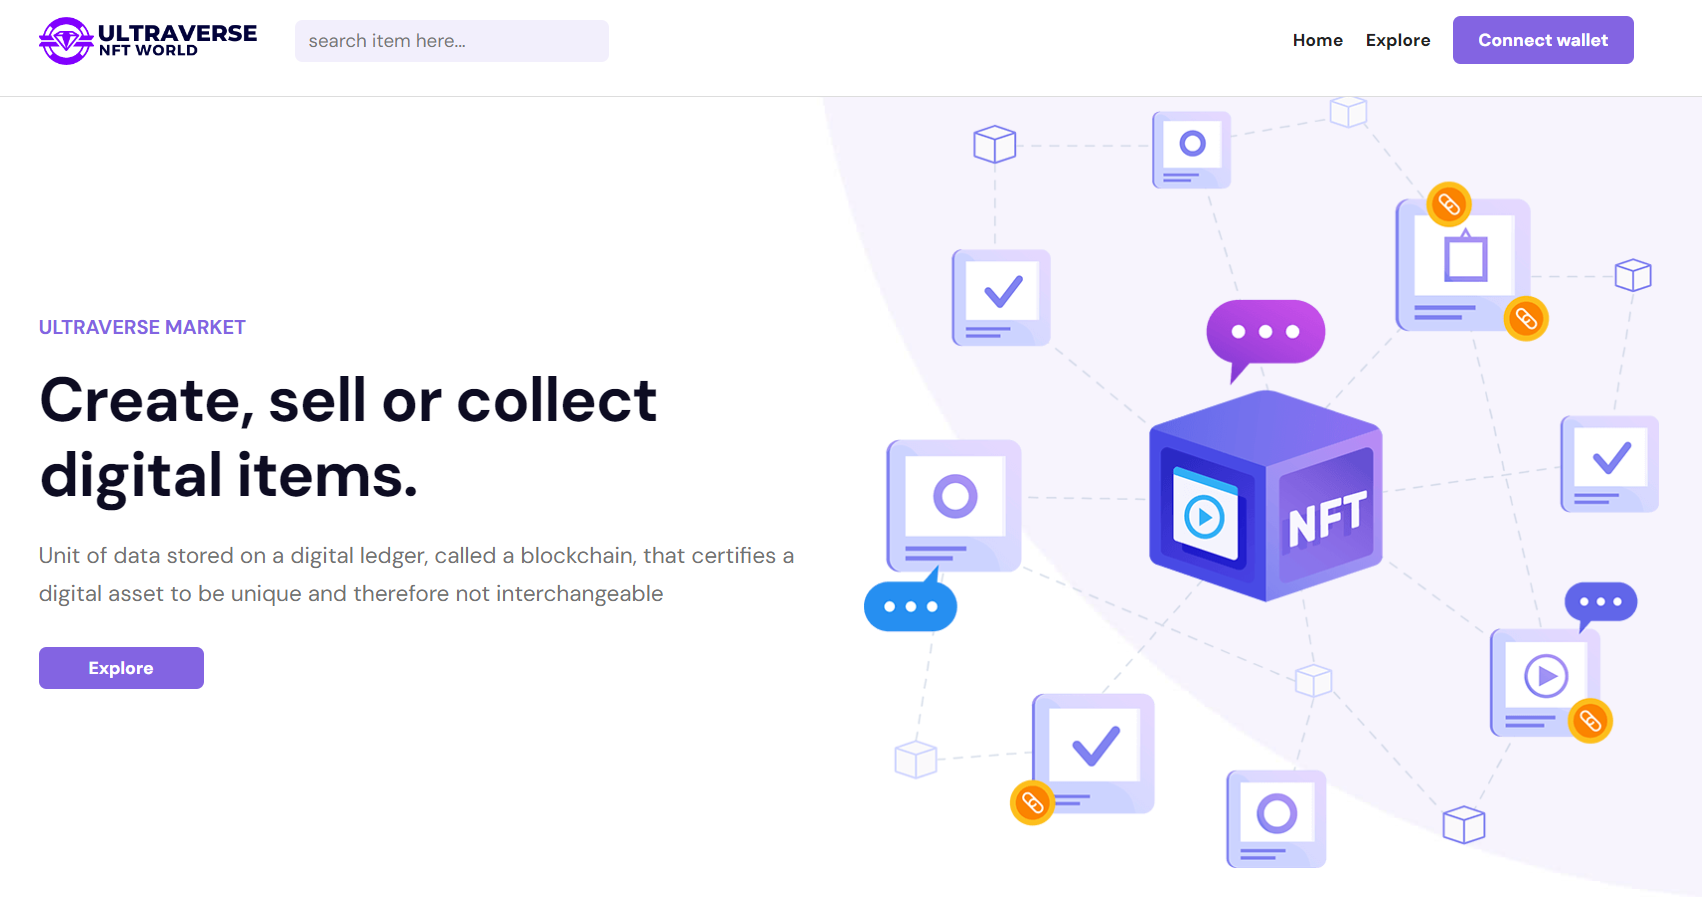 ULTRAVERSE
NFT WORLD
search item here...
Home
Explore
Connect wallet
ULTRAVERSE MARKET
Create, sell or collect
digital items.
Unit of data stored on a digital ledger, called a blockchain, that certifies a
digital asset to be unique and therefore not interchangeable
Explore
NFT